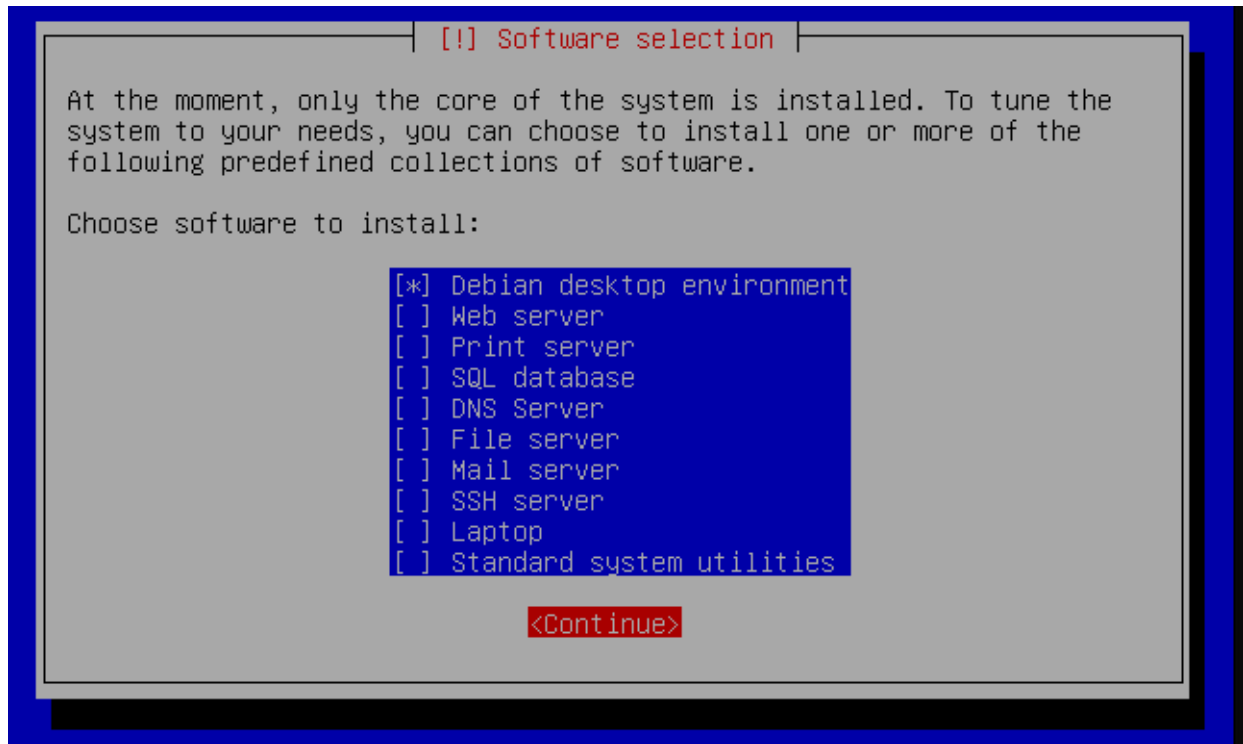 [!] Software selection
At the moment, only the core of the system is installed. To tune the
system to your needs, you can choose to install one or more of the
following predefined collections of software.
Choose software to install:
[*] Debian desktop environment
[ ] Web server
[ ] Print server
[ ] SQL database
[ ] DNS Server
[ ] File server
[ ] Mail server
[ ] SSH server
[ ] Laptop
[ ] Standard system utilities
<Continue>